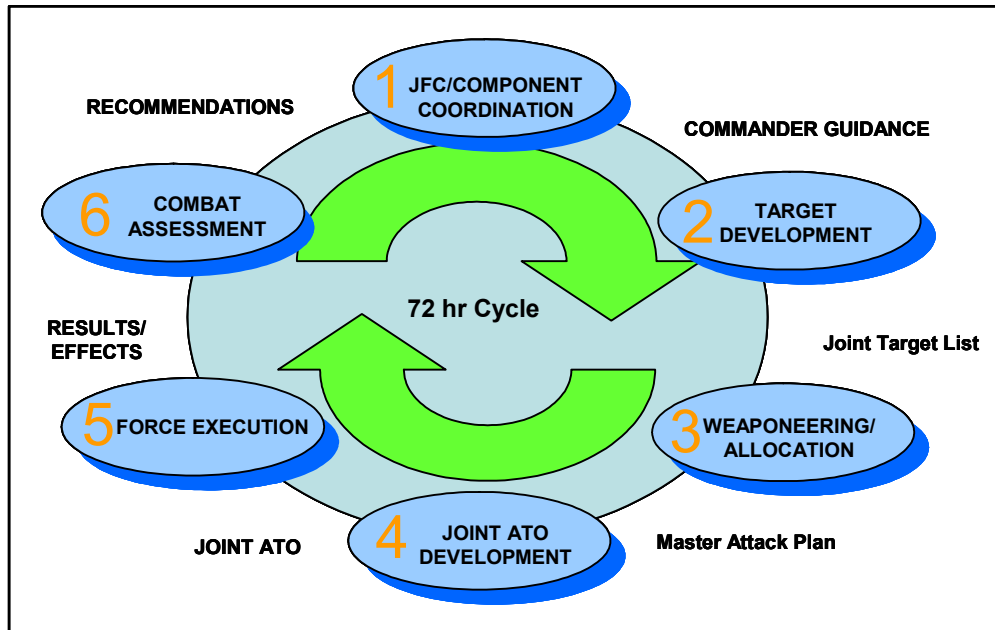 1
JFC/COMPONENT
COORDINATION
COMMANDER GUIDANCE
2
TARGET
DEVELOPMENT
Joint Target List
3
WEAPONEERING/
ALLOCATION
Master Attack Plan
4
JOINT ATO
DEVELOPMENT
JOINT ATO
5
FORCE EXECUTION
RESULTS/
EFFECTS
6
COMBAT
ASSESSMENT
RECOMMENDATIONS
72 hr Cycle